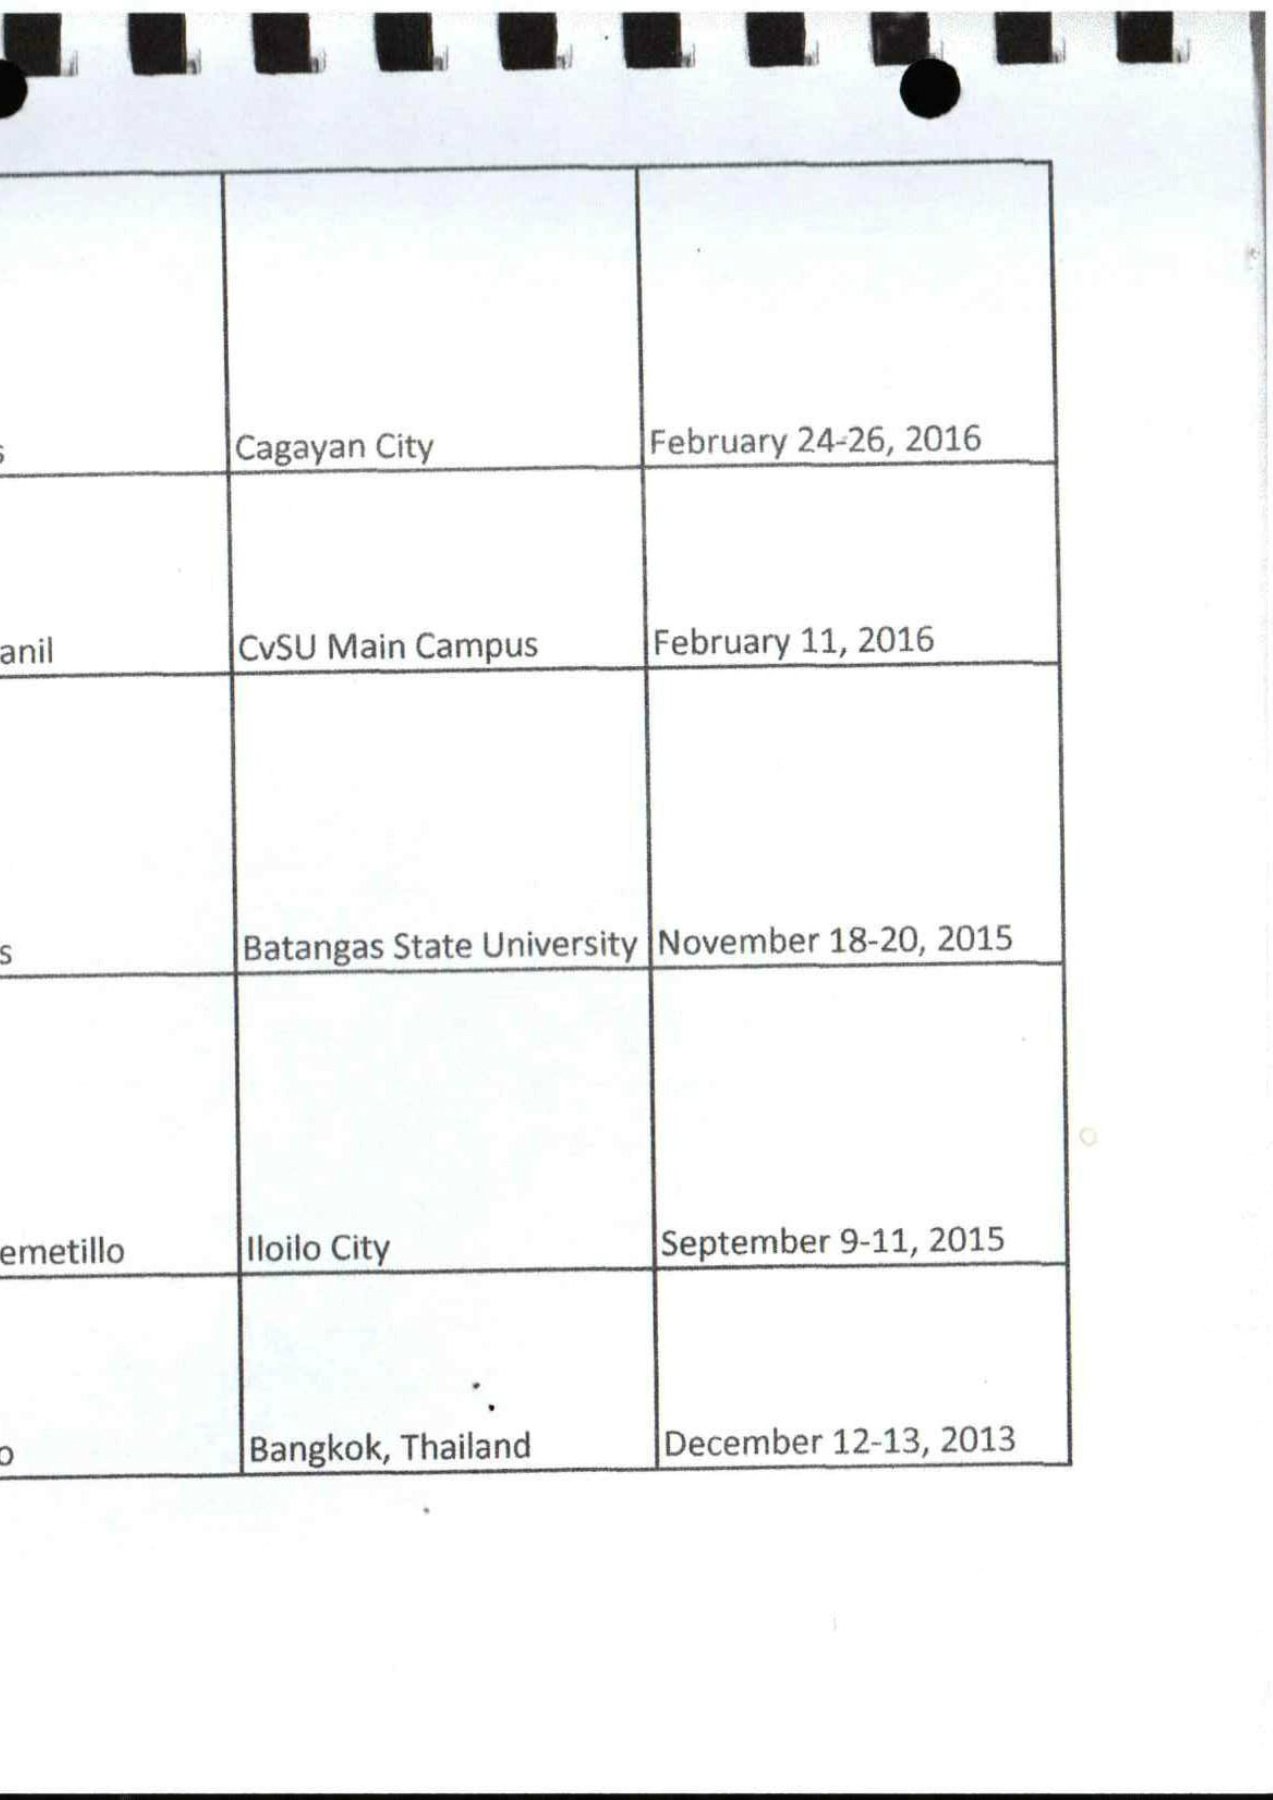 s Cagayan City February 24-26, 2016
anil CvSU Main Campus February 11, 2016
s Batangas State University November 18-20, 2015
emetillo Iloilo City September 9-11, 2015
o Bangkok, Thailand December 12-13, 2013